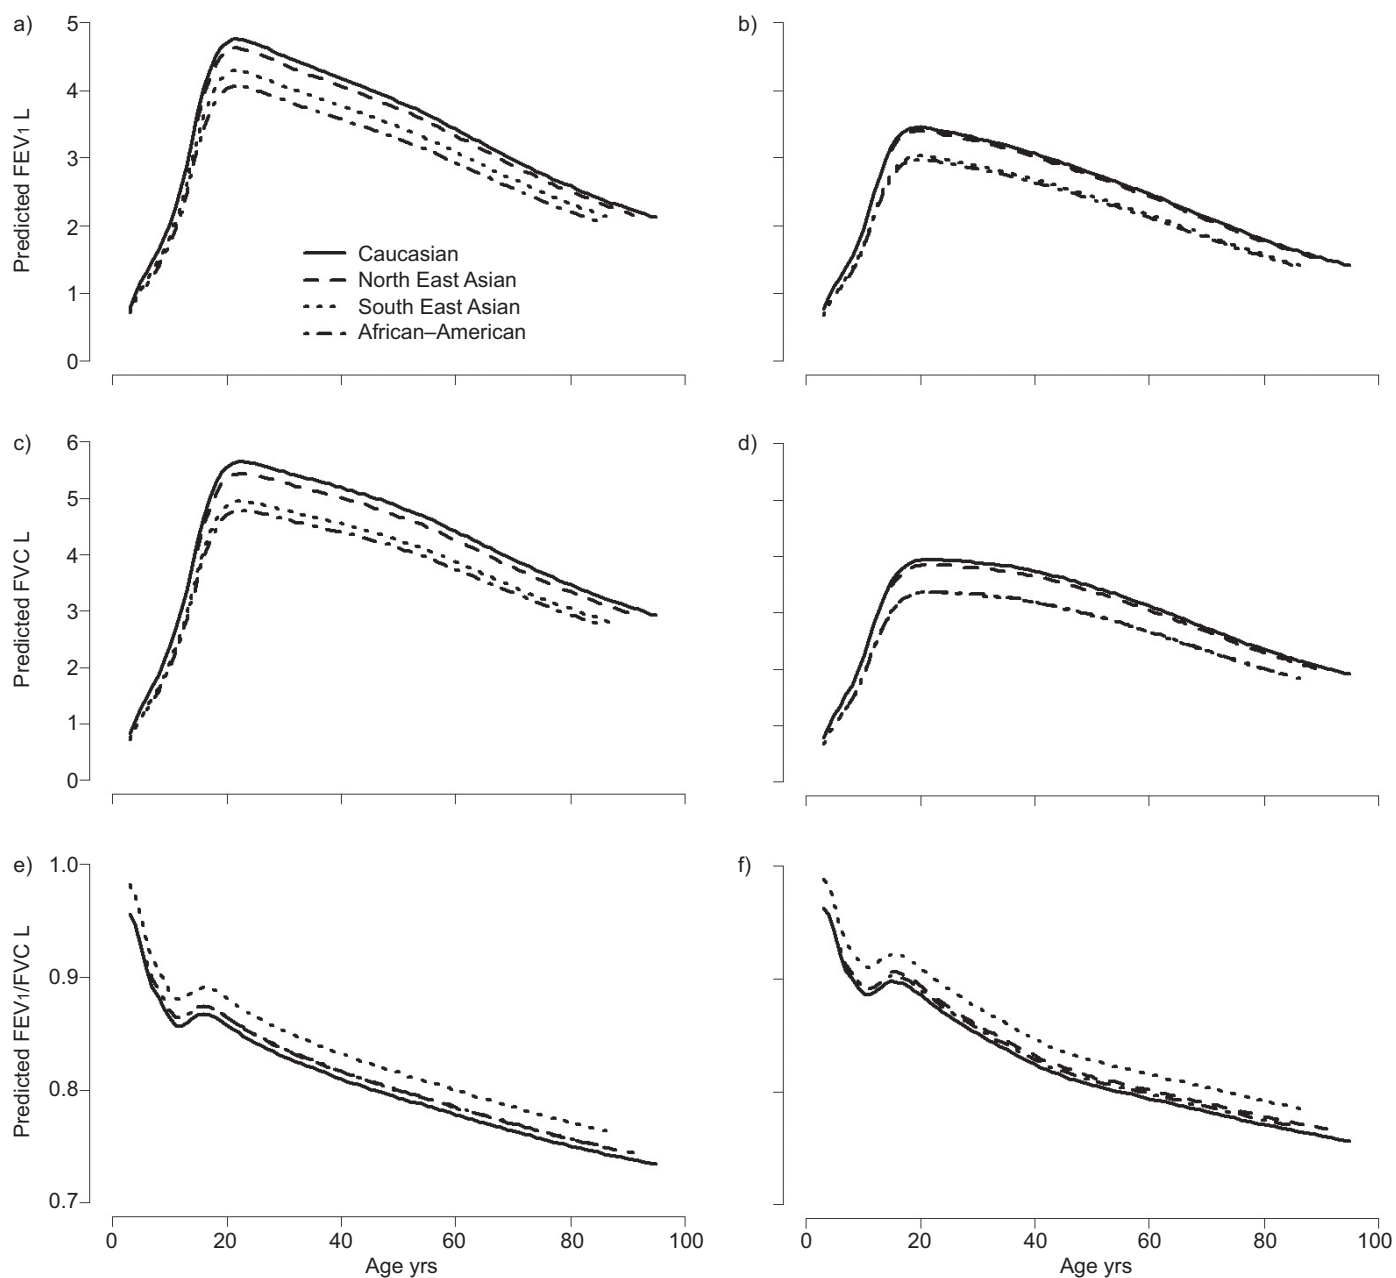 a)
b)
5
4
3
2
1
0
Predicted FEV1 L
Caucasian
North East Asian
South East Asian
African–American
c)
d)
6
5
4
3
2
1
0
Predicted FVC L
e)
f)
1.0
0.9
0.8
0.7
Predicted FEV1/FVC L
0 20 40 60 80 100
Age yrs
0 20 40 60 80 100
Age yrs